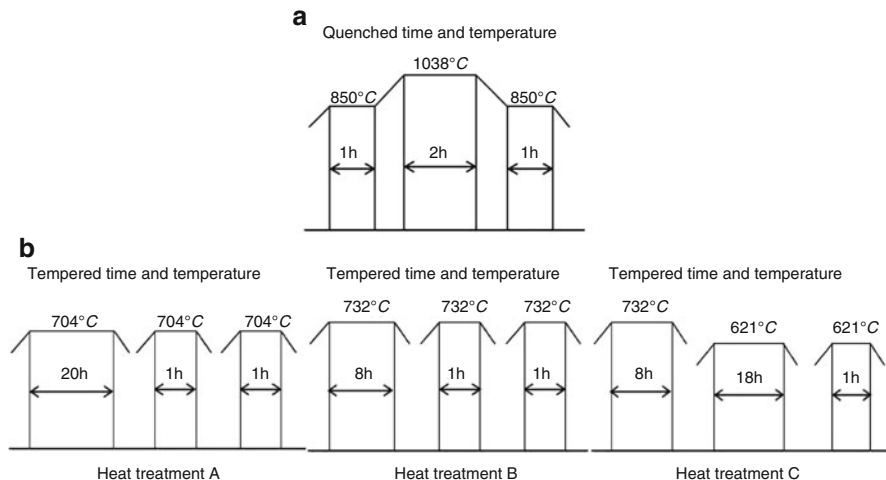 a
Quenched time and temperature
1038°C
850°C 850°C
1h 2h 1h
b
Tempered time and temperature Tempered time and temperature Tempered time and temperature
704°C 704°C 704°C 732°C 732°C 732°C 732°C 621°C 621°C
20h 1h 1h 8h 1h 1h 8h 18h 1h
Heat treatment A Heat treatment B Heat treatment C